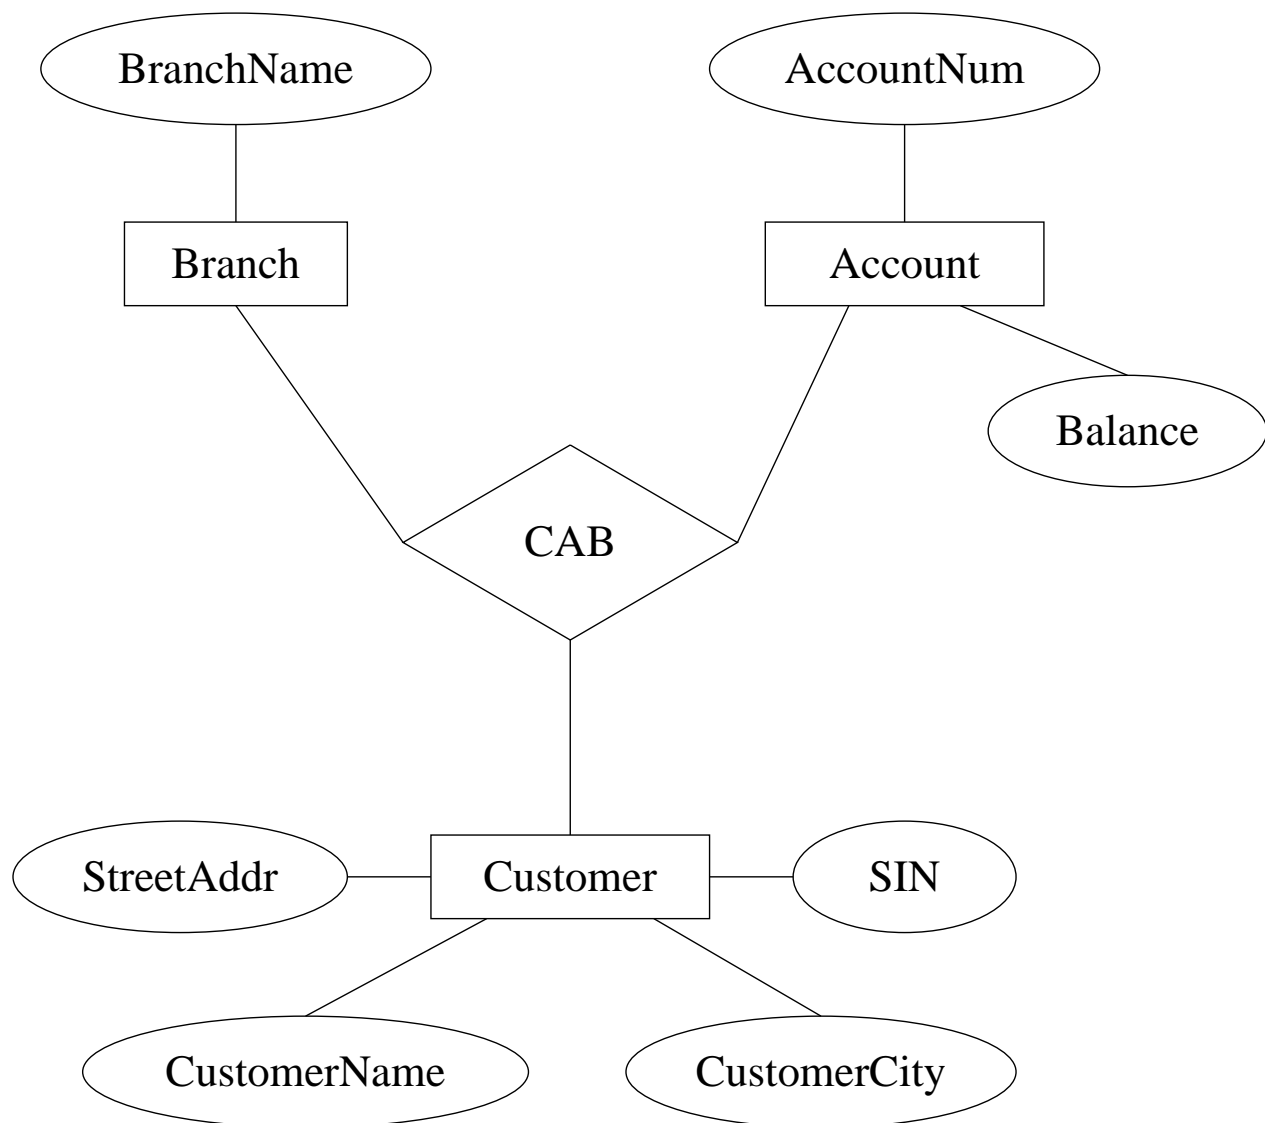 BranchName
AccountNum
Branch
Account
Balance
CAB
StreetAddr
Customer
SIN
CustomerName
CustomerCity